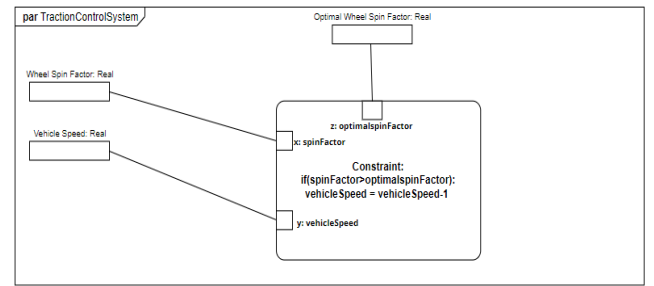 par TractionControlSystem
Optimal Wheel Spin Factor: Real
Wheel Spin Factor: Real
Vehicle Speed: Real
z: optimalspinFactor
x: spinFactor
Constraint:
if(spinFactor>optimalspinFactor):
vehicleSpeed = vehicleSpeed-1
y: vehicleSpeed